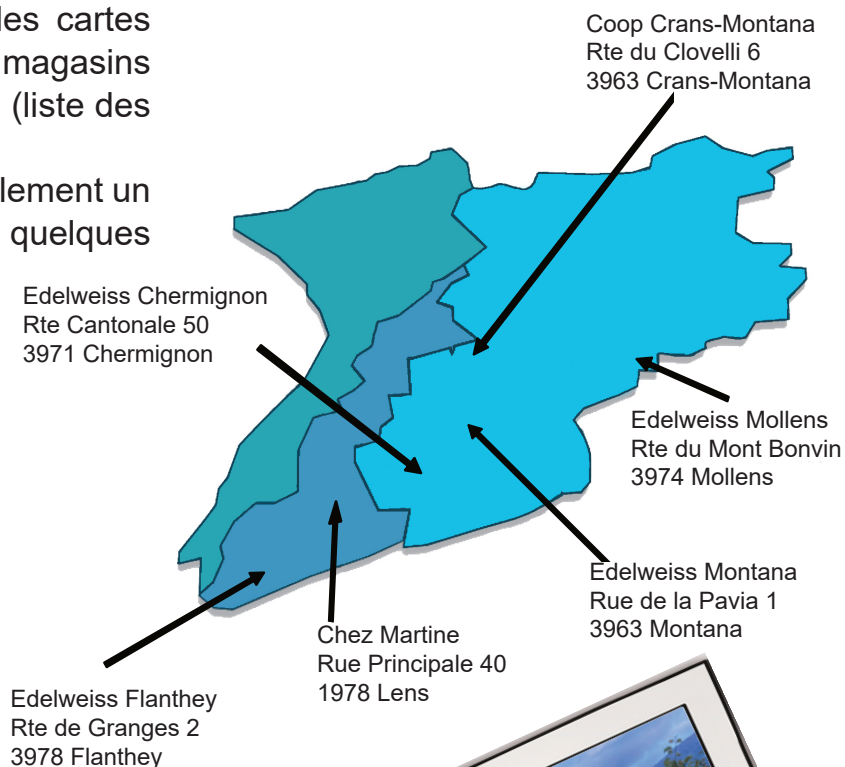 les cartes
magasins
(liste des
lement un
quelques
Coop Crans-Montana
Rte du Clovelli 6
3963 Crans-Montana
Edelweiss Chermignon
Rte Cantonale 50
3971 Chermignon
Edelweiss Mollens
Rte du Mont Bonvin
3974 Mollens
Edelweiss Montana
Rue de la Pavia 1
3963 Montana
Chez Martine
Rue Principale 40
1978 Lens
Edelweiss Flanthey
Rte de Granges 2
3978 Flanthey